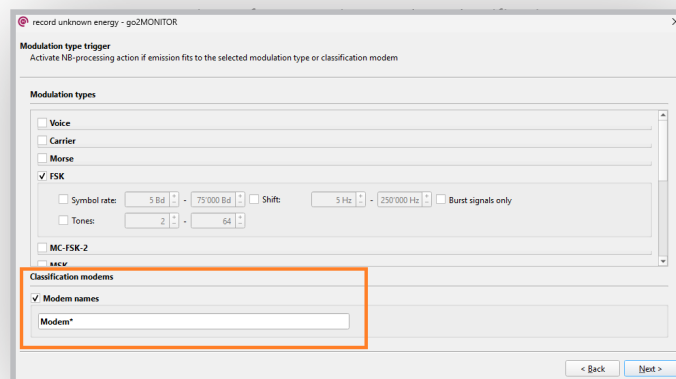 record unknown energy - go2MONITOR
Modulation type trigger
Activate NB-processing action if emission fits to the selected modulation type or classification modem
Modulation types
Voice
Carrier
Morse
FSK
Symbol rate: 5 Bd - 75'000 Bd Shift: 5 Hz - 250'000 Hz Burst signals only
Tones: 2 - 64
MC-FSK-2
MSK
Classification modems
Modem names
Modem*
< Back Next >